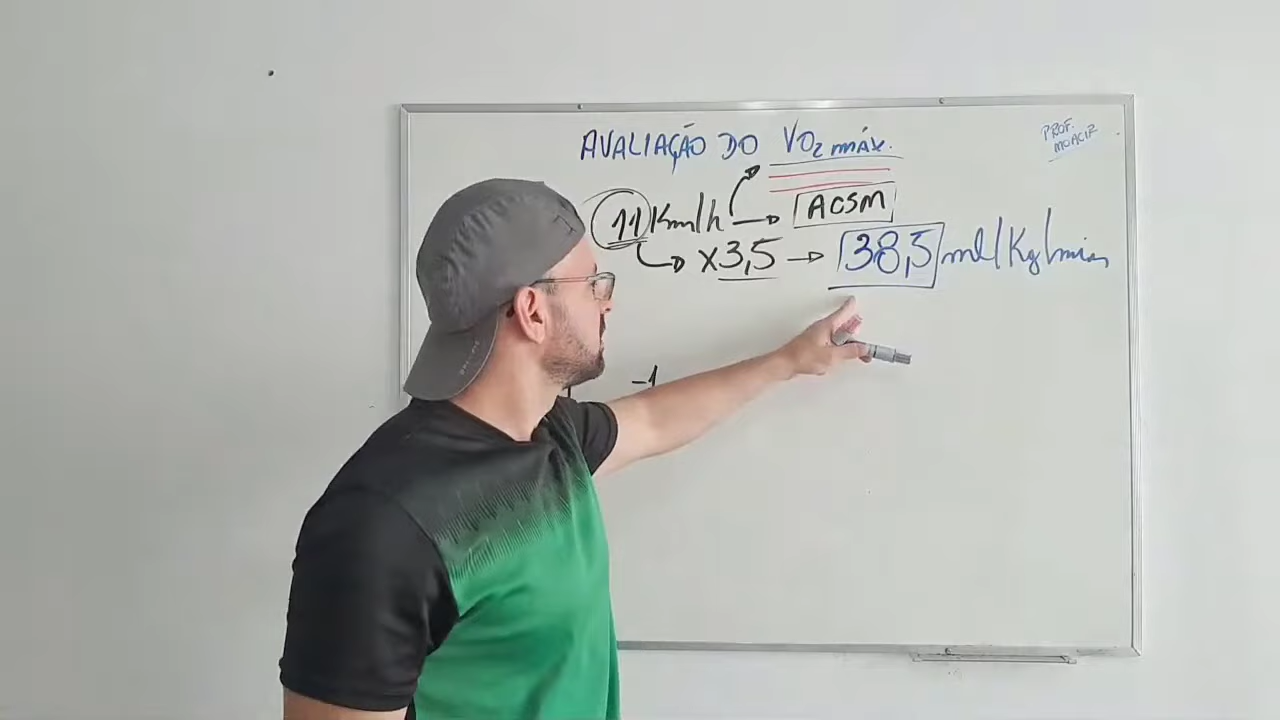 AVALIAÇÃO DO VO2 MÁX.
PROF. MOACIR
11 Km/h → ACSM
x3,5 → 38,5 ml/Kg/min
-1